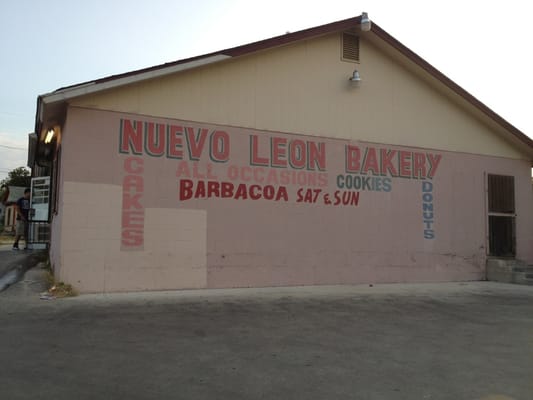 NUEVO LEON BAKERY
CAKES
ALL OCCASIONS COOKIES
BARBACOA SAT & SUN
DONUTS